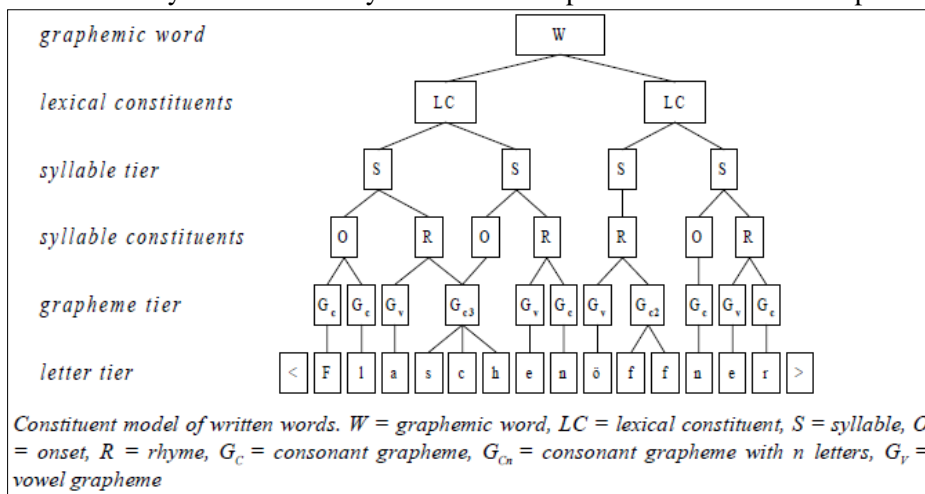 graphemic word W
lexical constituents LC LC
syllable tier S S S S
syllable constituents O R O R R O R
grapheme tier Gc Gc Gv Gc3 Gv Gc Gv Gc2 Gc Gv Gc
letter tier < F l a s c h e n ö f f n e r >
Constituent model of written words. W = graphemic word, LC = lexical constituent, S = syllable, O
= onset, R = rhyme, GC = consonant grapheme, GCn = consonant grapheme with n letters, GV =
vowel grapheme